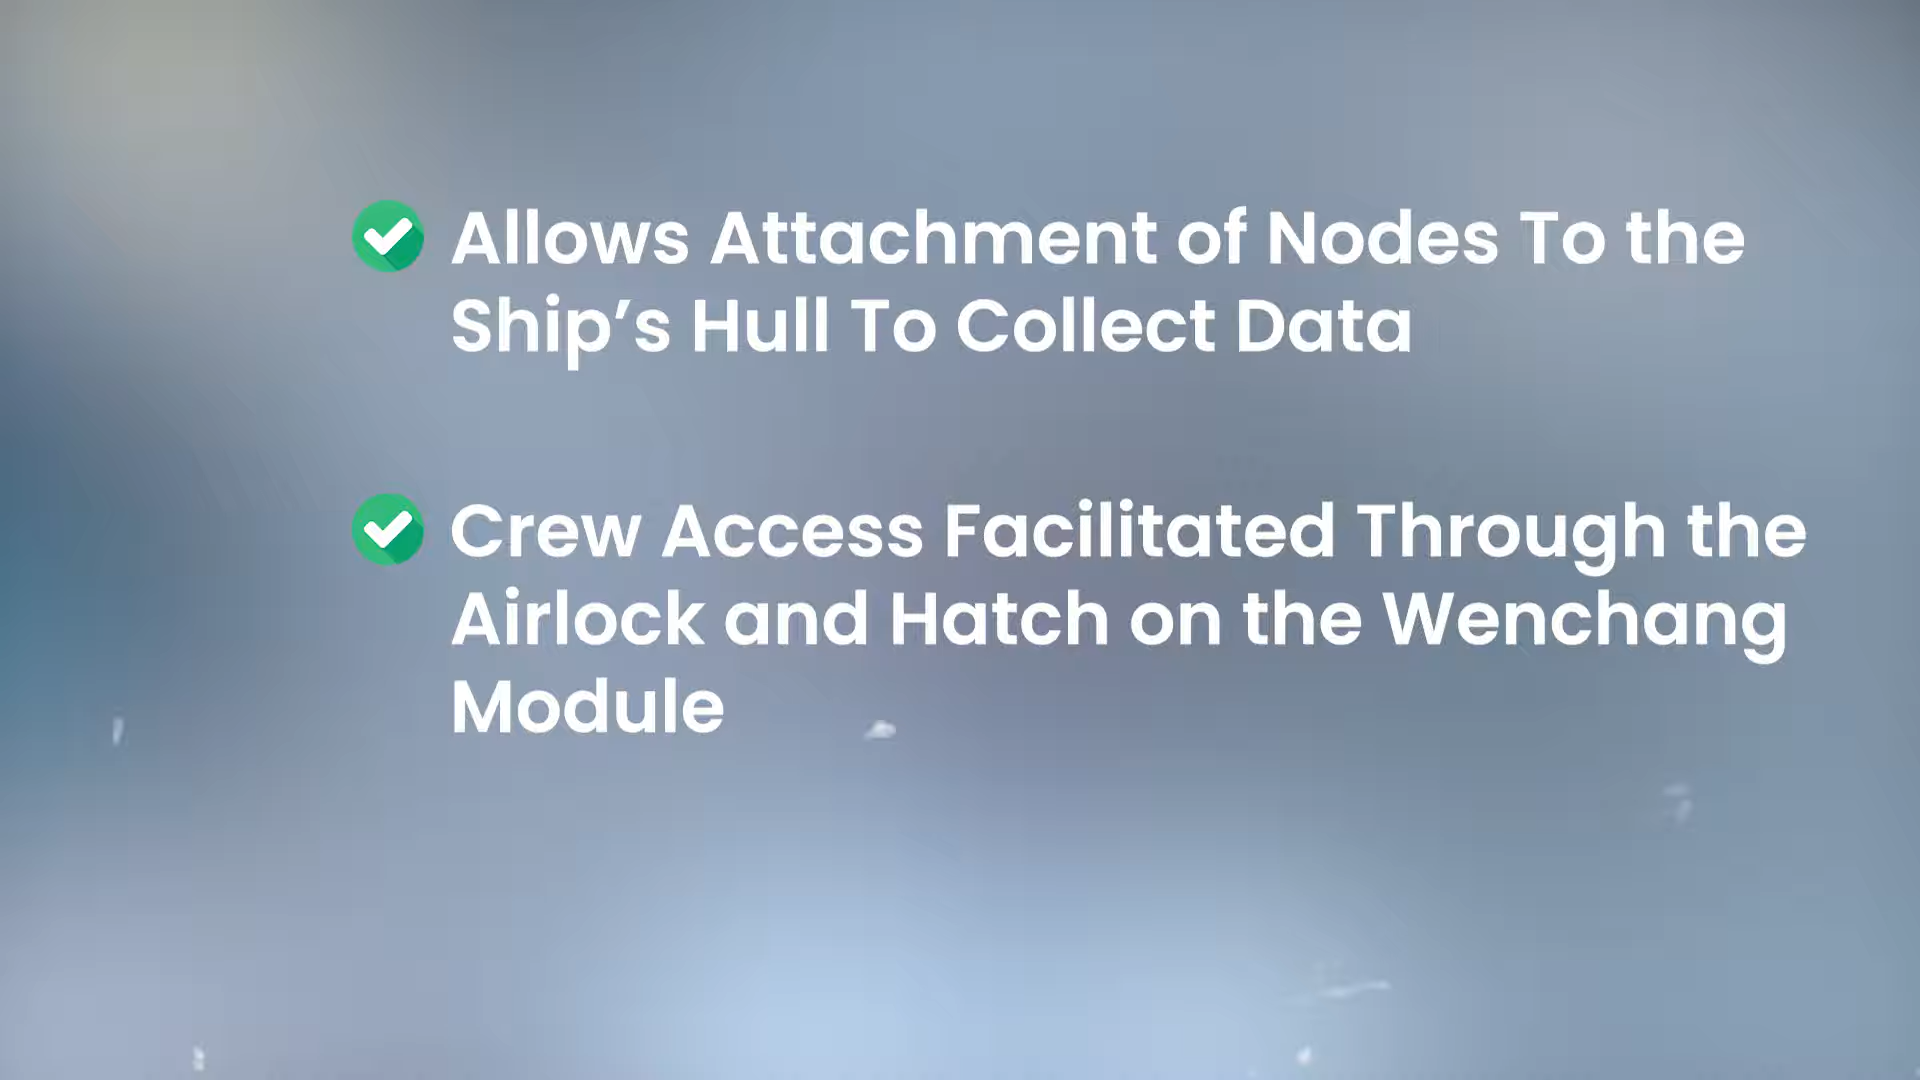 Allows Attachment of Nodes To the
Ship’s Hull To Collect Data
Crew Access Facilitated Through the
Airlock and Hatch on the Wenchang
Module